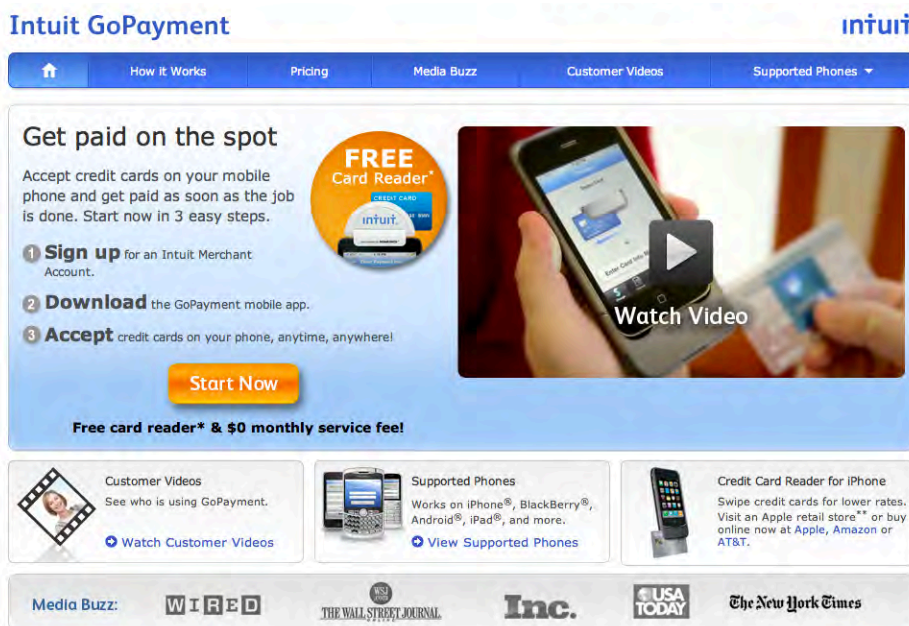 Intuit GoPayment
intuit
How it Works Pricing Media Buzz Customer Videos Supported Phones
Get paid on the spot
Accept credit cards on your mobile
phone and get paid as soon as the job
is done. Start now in 3 easy steps.
1 Sign up for an Intuit Merchant
Account.
2 Download the GoPayment mobile app.
3 Accept credit cards on your phone, anytime, anywhere!
Start Now
Free card reader* & $0 monthly service fee!
FREE
Card Reader*
CREDIT CARD
intuit.
Watch Video
Customer Videos
See who is using GoPayment.
Watch Customer Videos
Supported Phones
Works on iPhone®, BlackBerry®,
Android®, iPad®, and more.
View Supported Phones
Credit Card Reader for iPhone
Swipe credit cards for lower rates.
Visit an Apple retail store** or buy
online now at Apple, Amazon or
AT&T.
Media Buzz:
WIRED
WSJ
THE WALL STREET JOURNAL.
ONLINE
Inc.
USA
TODAY
The New York Times